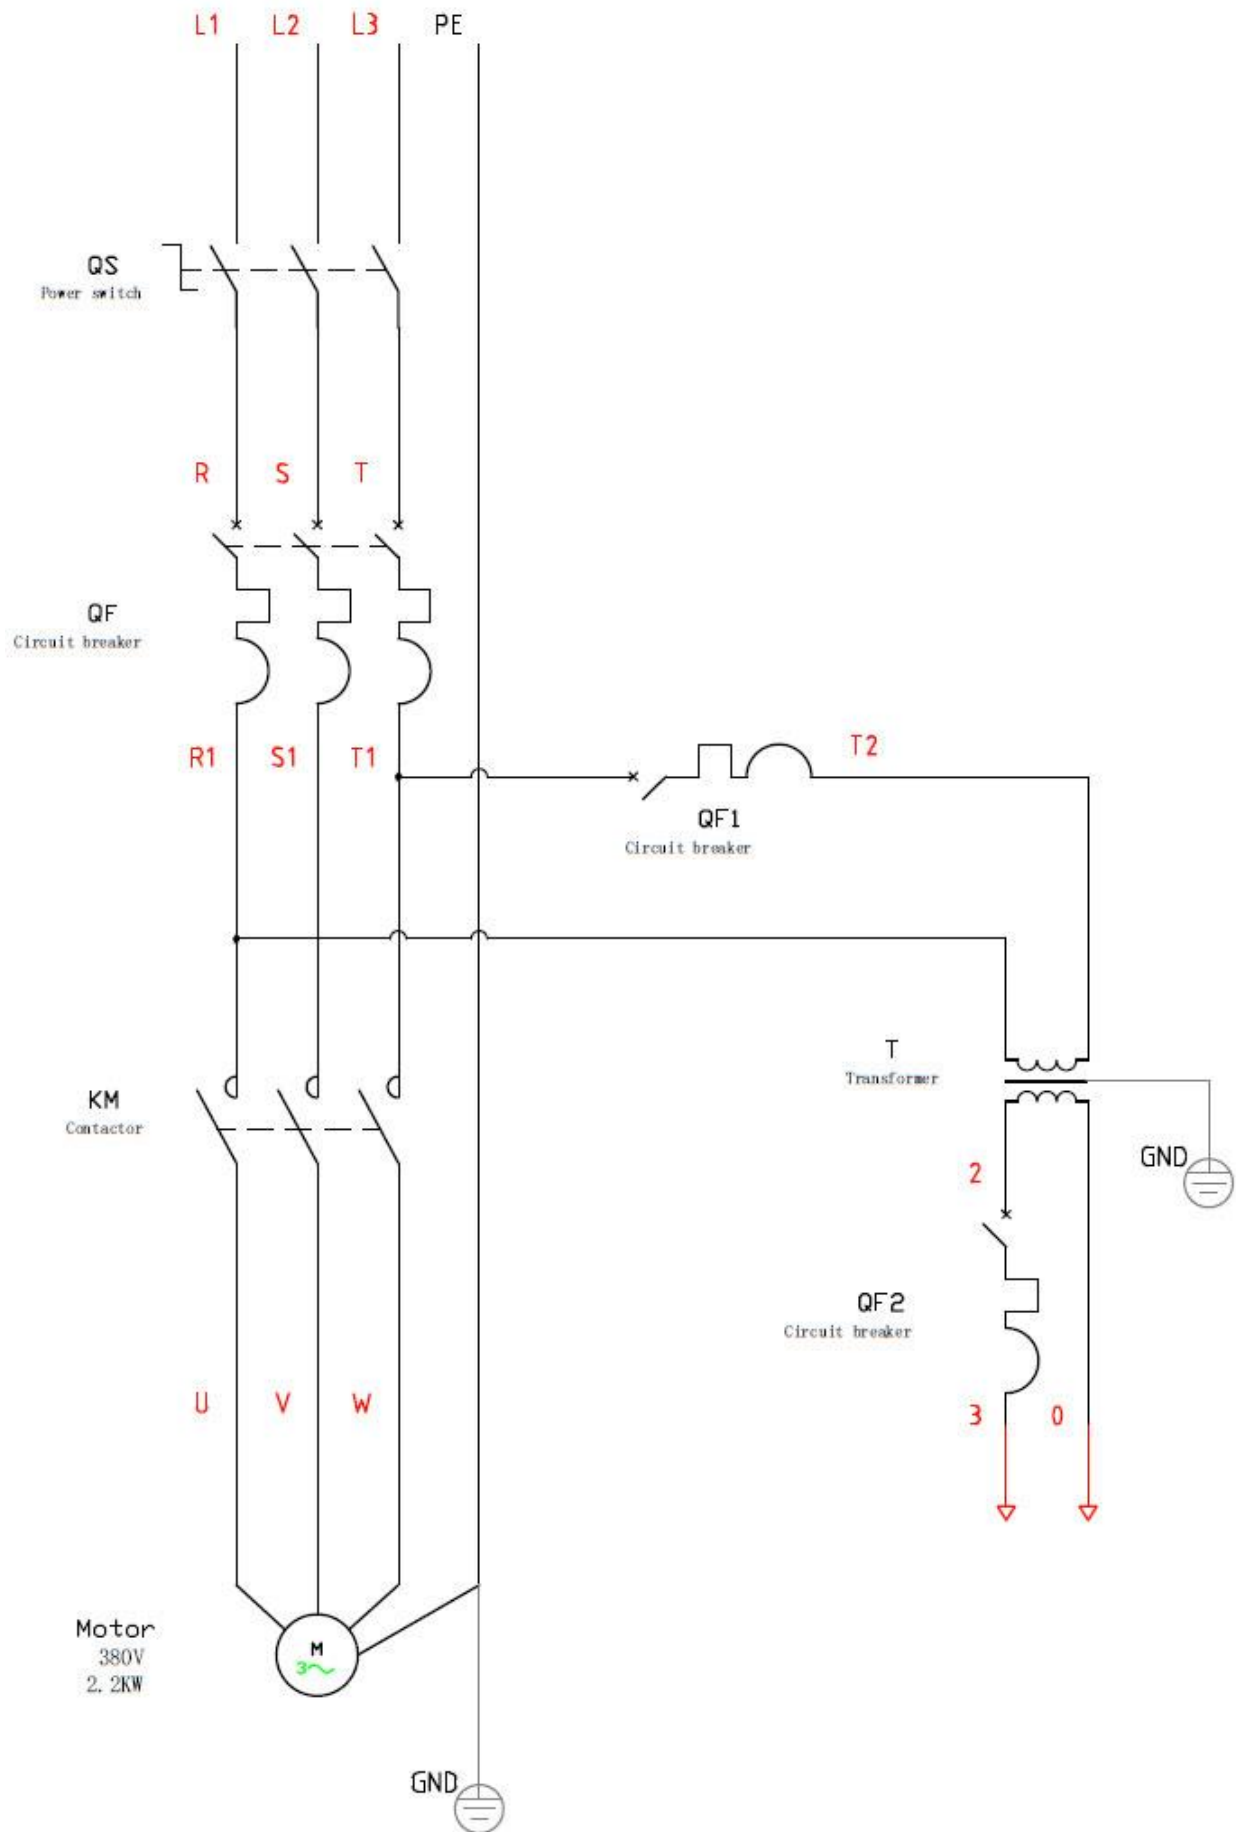 L1 L2 L3 PE
QS
Power switch
R S T
QF
Circuit breaker
R1 S1 T1
T2
QF1
Circuit breaker
T
Transformer
KM
Contactor
GND
2
QF2
Circuit breaker
U V W
3 0
Motor
380V
2.2KW
M
3~
GND